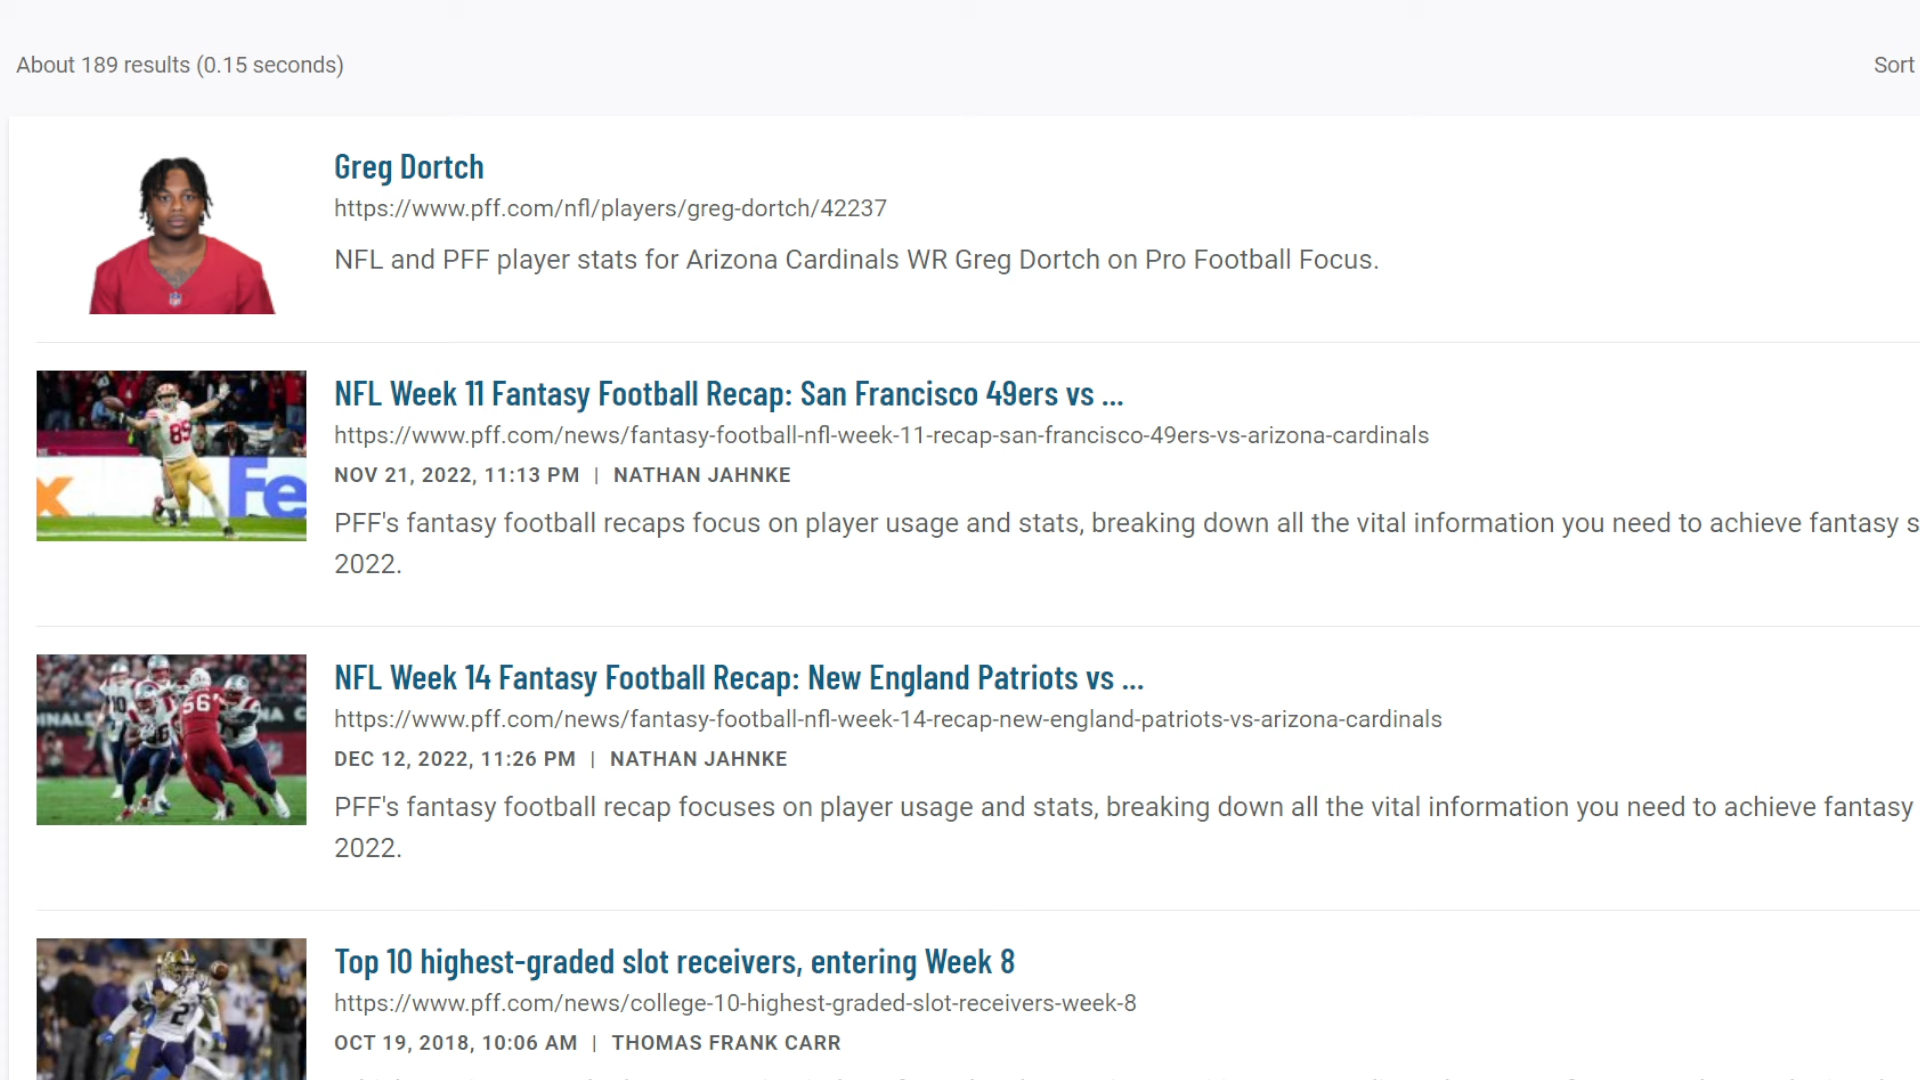 About 189 results (0.15 seconds)
Sort
Greg Dortch
https://www.pff.com/nfl/players/greg-dortch/42237
NFL and PFF player stats for Arizona Cardinals WR Greg Dortch on Pro Football Focus.
NFL Week 11 Fantasy Football Recap: San Francisco 49ers vs ...
https://www.pff.com/news/fantasy-football-nfl-week-11-recap-san-francisco-49ers-vs-arizona-cardinals
NOV 21, 2022, 11:13 PM | NATHAN JAHNKE
PFF's fantasy football recaps focus on player usage and stats, breaking down all the vital information you need to achieve fantasy s
2022.
85
x
Fe
NFL Week 14 Fantasy Football Recap: New England Patriots vs ...
https://www.pff.com/news/fantasy-football-nfl-week-14-recap-new-england-patriots-vs-arizona-cardinals
DEC 12, 2022, 11:26 PM | NATHAN JAHNKE
PFF's fantasy football recap focuses on player usage and stats, breaking down all the vital information you need to achieve fantasy
2022.
10
56
INALS
NA C
Top 10 highest-graded slot receivers, entering Week 8
https://www.pff.com/news/college-10-highest-graded-slot-receivers-week-8
OCT 19, 2018, 10:06 AM | THOMAS FRANK CARR
2